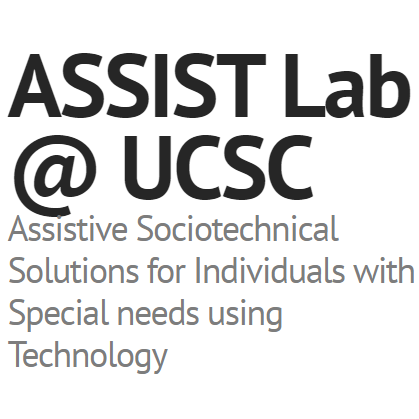 ASSIST Lab
@ UCSC
Assistive Sociotechnical
Solutions for Individuals with
Special needs using
Technology